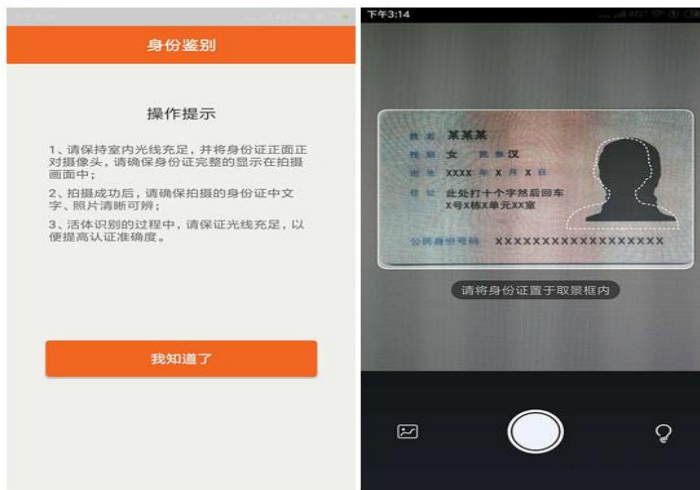 身份鉴别
操作提示
1、请保持室内光线充足，并将身份证正面正
对摄像头，请确保身份证完整的显示在拍摄
画面中；
2、拍摄成功后，请确保拍摄的身份证中文
字、照片清晰可辨；
3、活体识别的过程中，请保证光线充足，以
便提高认证准确度。
我知道了
下午3:14
姓 名 某某某
性 别 女 民 族 汉
出 生 XXXX 年 X 月 X 日
住 址 此处打十个字然后回车
X号X栋X单元XX室
公民身份号码 XXXXXXXXXXXXXXXXXX
请将身份证置于取景框内